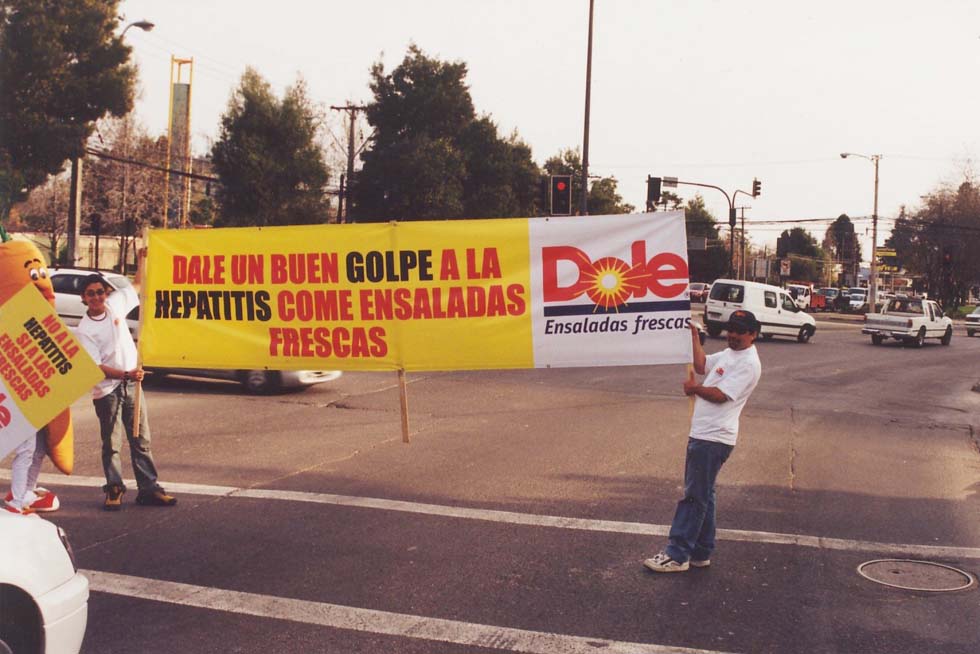 DALE UN BUEN GOLPE A LA
HEPATITIS COME ENSALADAS
FRESCAS
Dole
Ensaladas frescas
NO A LA
HEPATITIS
SI A LAS
ENSALADAS
FRESCAS